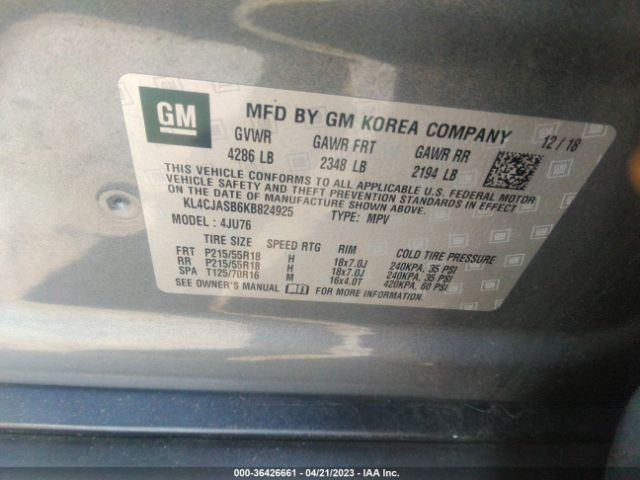 GM
MFD BY GM KOREA COMPANY 12/18
GVWR GAWR FRT GAWR RR
4286 LB 2348 LB 2194 LB
THIS VEHICLE CONFORMS TO ALL APPLICABLE U.S. FEDERAL MOTOR
VEHICLE SAFETY AND THEFT PREVENTION STANDARDS IN EFFECT
ON THE DATE OF MANUFACTURE SHOWN ABOVE.
KL4CJASB6KB824925 TYPE: MPV
MODEL: 4JU76
TIRE SIZE SPEED RTG RIM COLD TIRE PRESSURE
FRT P215/55R18 H 18x7.0J 240KPA, 35 PSI
RR P215/55R18 H 18x7.0J 240KPA, 35 PSI
SPA T125/70R16 M 16x4.0T 420KPA, 60 PSI
SEE OWNER'S MANUAL FOR MORE INFORMATION.
000-36426661 - 04/21/2023 - IAA Inc.